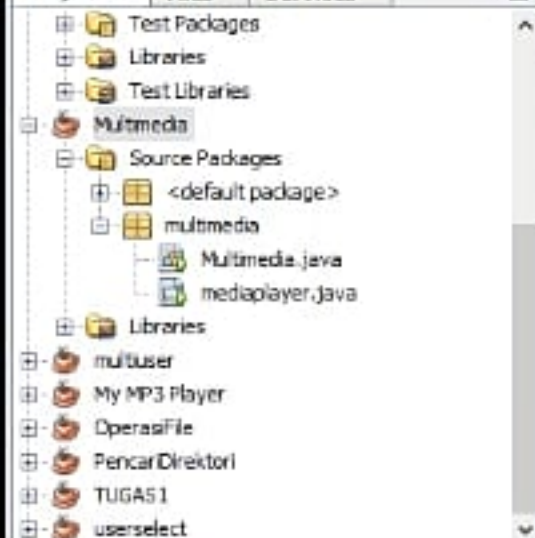 Test Packages
Libraries
Test Libraries
Multimedia
Source Packages
<default package>
multimedia
Multimedia.java
mediaplayer.java
Libraries
multiuser
My MP3 Player
OperasiFile
PencariDirektori
TUGAS1
userselect